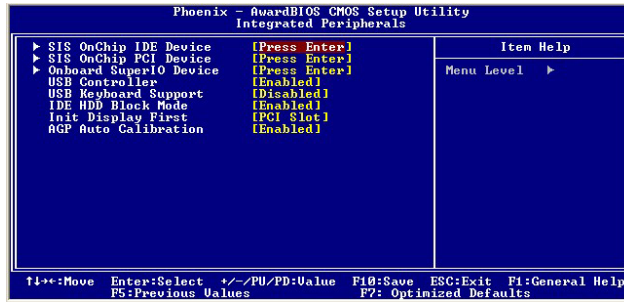 Phoenix - AwardBIOS CMOS Setup Utility
Integrated Peripherals
SIS OnChip IDE Device [Press Enter]
SIS OnChip PCI Device [Press Enter]
Onboard SuperIO Device [Press Enter]
USB Controller [Enabled]
USB Keyboard Support [Disabled]
IDE HDD Block Mode [Enabled]
Init Display First [PCI Slot]
AGP Auto Calibration [Enabled]
Item Help
Menu Level
↑↓→←:Move Enter:Select +/-/PU/PD:Value F10:Save ESC:Exit F1:General Help
F5:Previous Values F7: Optimized Defaults